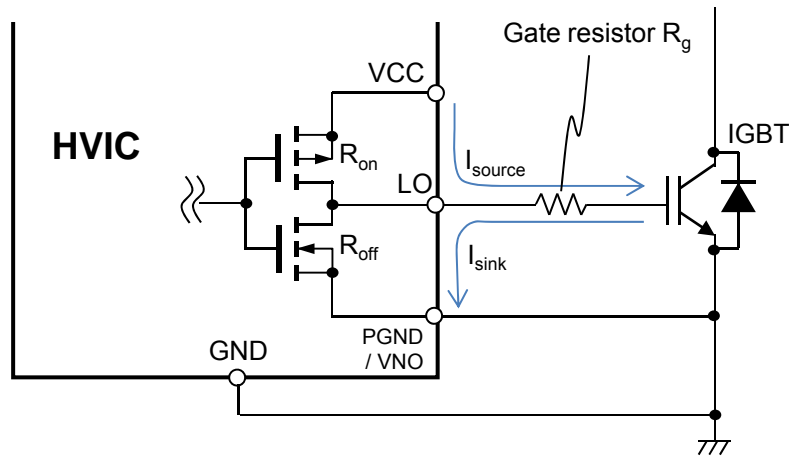 Gate resistor Rg
VCC
IGBT
HVIC
Ron
Isource
LO
Roff
Isink
PGND
/ VNO
GND